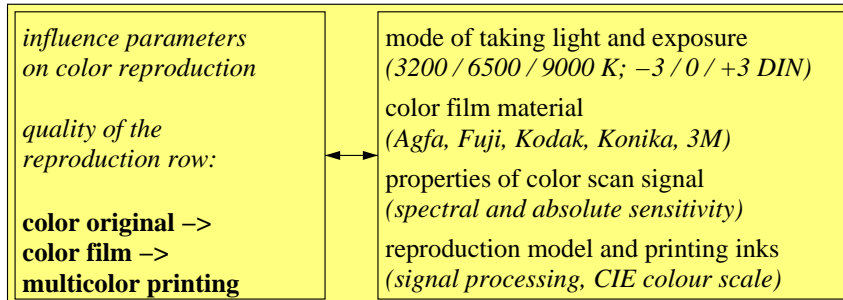 influence parameters
on color reproduction
quality of the
reproduction row:
color original −>
color film −>
multicolor printing
mode of taking light and exposure
(3200 / 6500 / 9000 K; −3 / 0 / +3 DIN)
color film material
(Agfa, Fuji, Kodak, Konika, 3M)
properties of color scan signal
(spectral and absolute sensitivity)
reproduction model and printing inks
(signal processing, CIE colour scale)